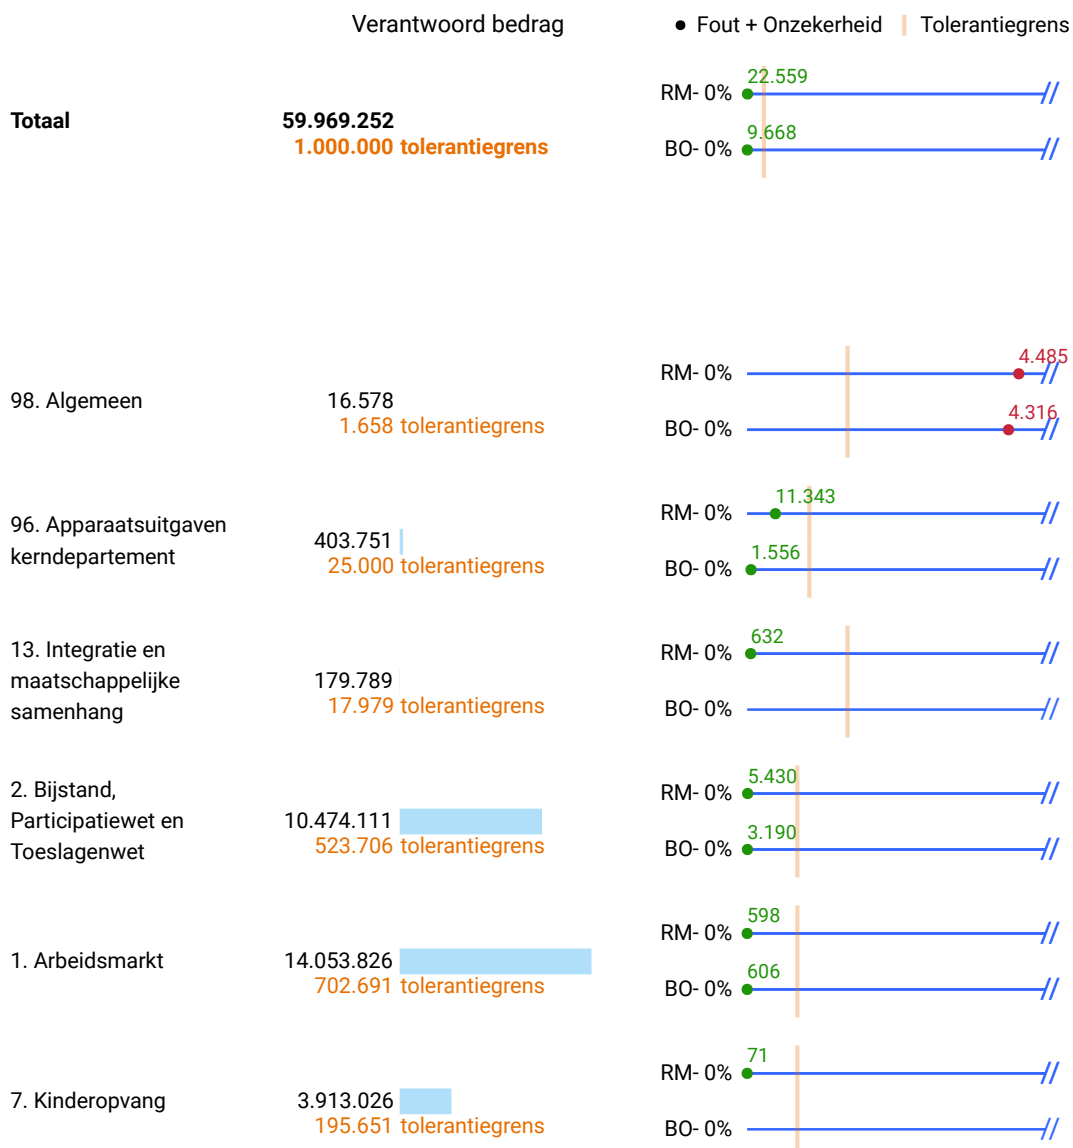 Verantwoord bedrag
Fout + Onzekerheid Tolerantiegrens
Totaal
59.969.252
1.000.000 tolerantiegrens
RM- 0% 22.559
BO- 0% 9.668
98. Algemeen
16.578
1.658 tolerantiegrens
RM- 0% 4.485
BO- 0% 4.316
96. Apparaatsuitgaven
kerndepartement
403.751
25.000 tolerantiegrens
RM- 0% 11.343
BO- 0% 1.556
13. Integratie en
maatschappelijke
samenhang
179.789
17.979 tolerantiegrens
RM- 0% 632
BO- 0%
2. Bijstand,
Participatiewet en
Toeslagenwet
10.474.111
523.706 tolerantiegrens
RM- 0% 5.430
BO- 0% 3.190
1. Arbeidsmarkt
14.053.826
702.691 tolerantiegrens
RM- 0% 598
BO- 0% 606
7. Kinderopvang
3.913.026
195.651 tolerantiegrens
RM- 0% 71
BO- 0%